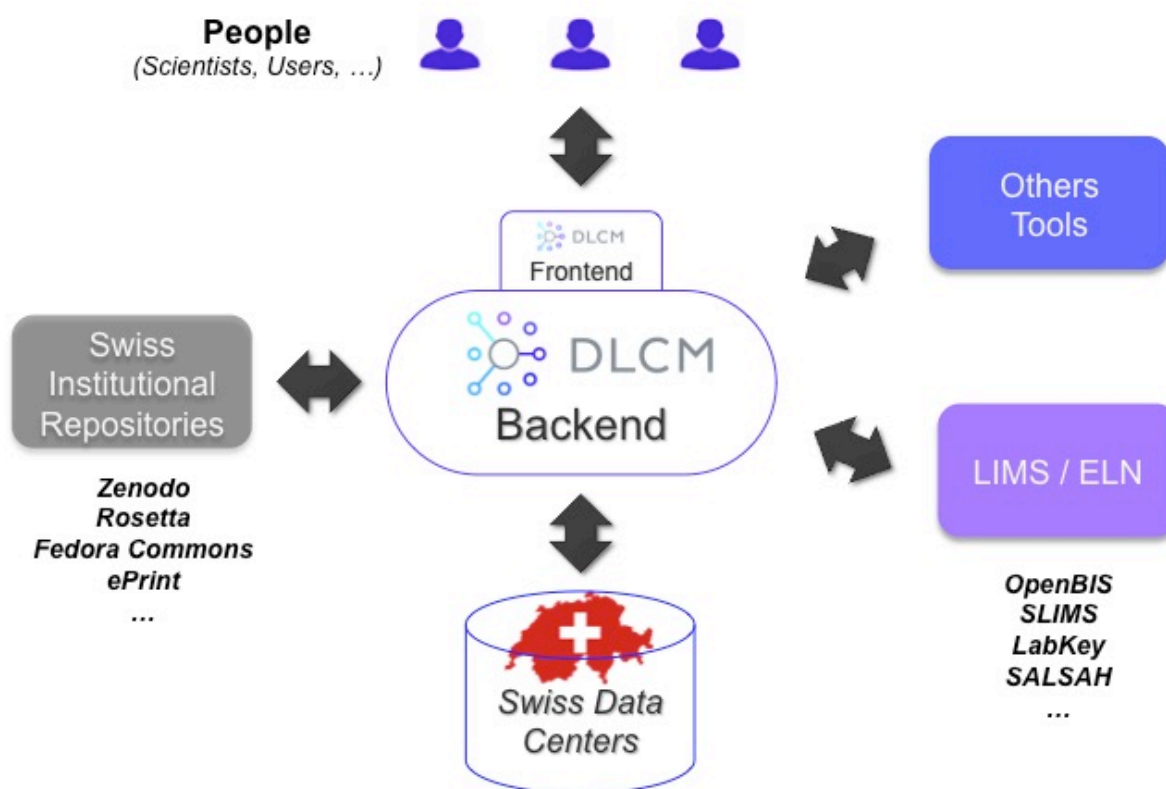 People
(Scientists, Users, …)
Others
Tools
DLCM
Frontend
Swiss
Institutional
Repositories
DLCM
Backend
LIMS / ELN
Zenodo
Rosetta
Fedora Commons
ePrint
…
OpenBIS
SLIMS
LabKey
SALSAH
…
Swiss Data
Centers